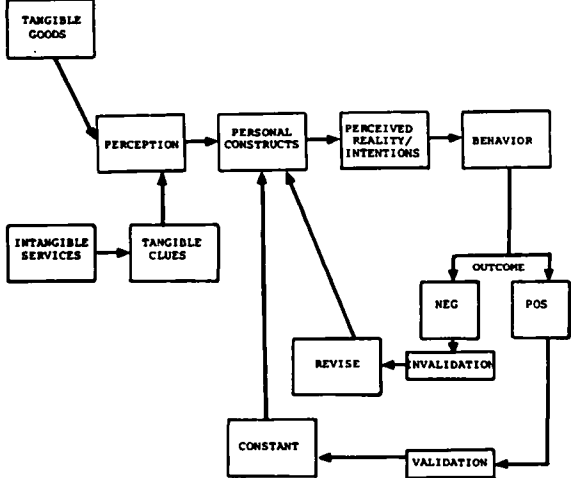 TANGIBLE
GOODS
PERCEPTION
PERSONAL
CONSTRUCTS
PERCEIVED
REALITY/
INTENTIONS
BEHAVIOR
INTANGIBLE
SERVICES
TANGIBLE
CLUES
OUTCOME
NEG
POS
REVISE
INVALIDATION
CONSTANT
VALIDATION